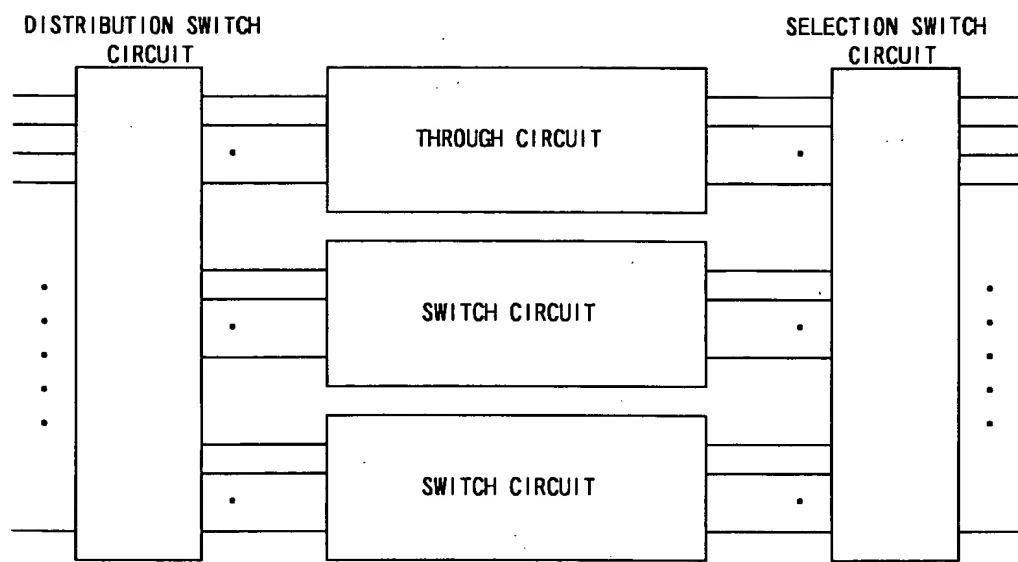 DISTRIBUTION SWITCH
CIRCUIT
SELECTION SWITCH
CIRCUIT
THROUGH CIRCUIT
SWITCH CIRCUIT
SWITCH CIRCUIT